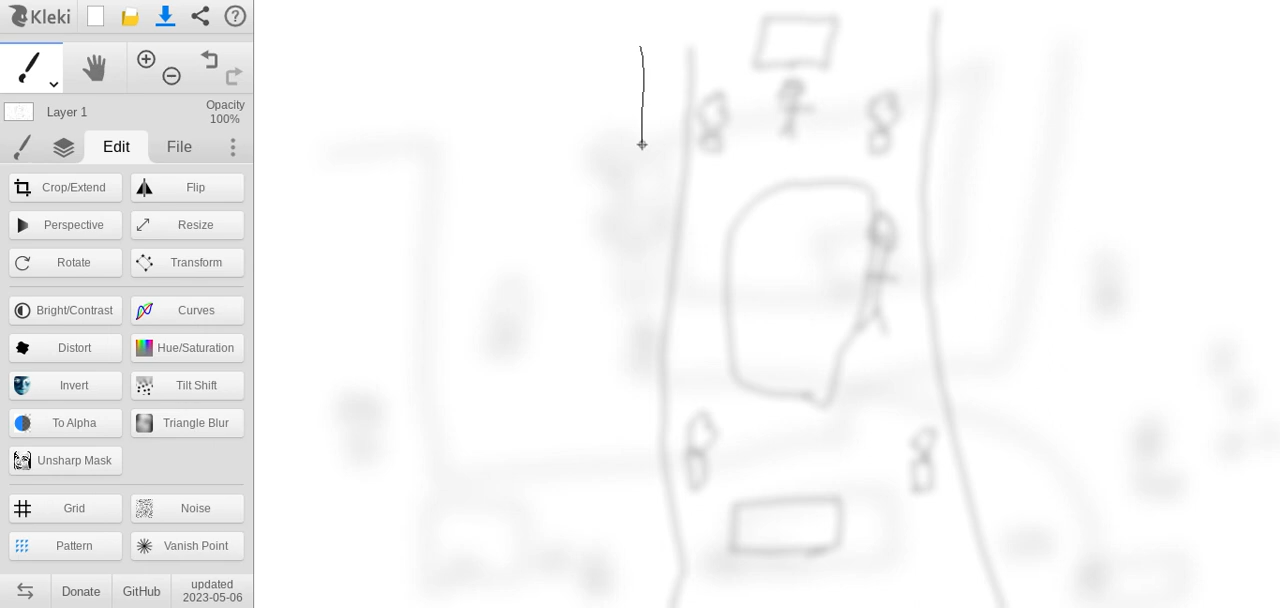 Kleki
Layer 1
Opacity
100%
Edit
File
Crop/Extend
Flip
Perspective
Resize
Rotate
Transform
Bright/Contrast
Curves
Distort
Hue/Saturation
Invert
Tilt Shift
To Alpha
Triangle Blur
Unsharp Mask
Grid
Noise
Pattern
Vanish Point
Donate
GitHub
updated
2023-05-06